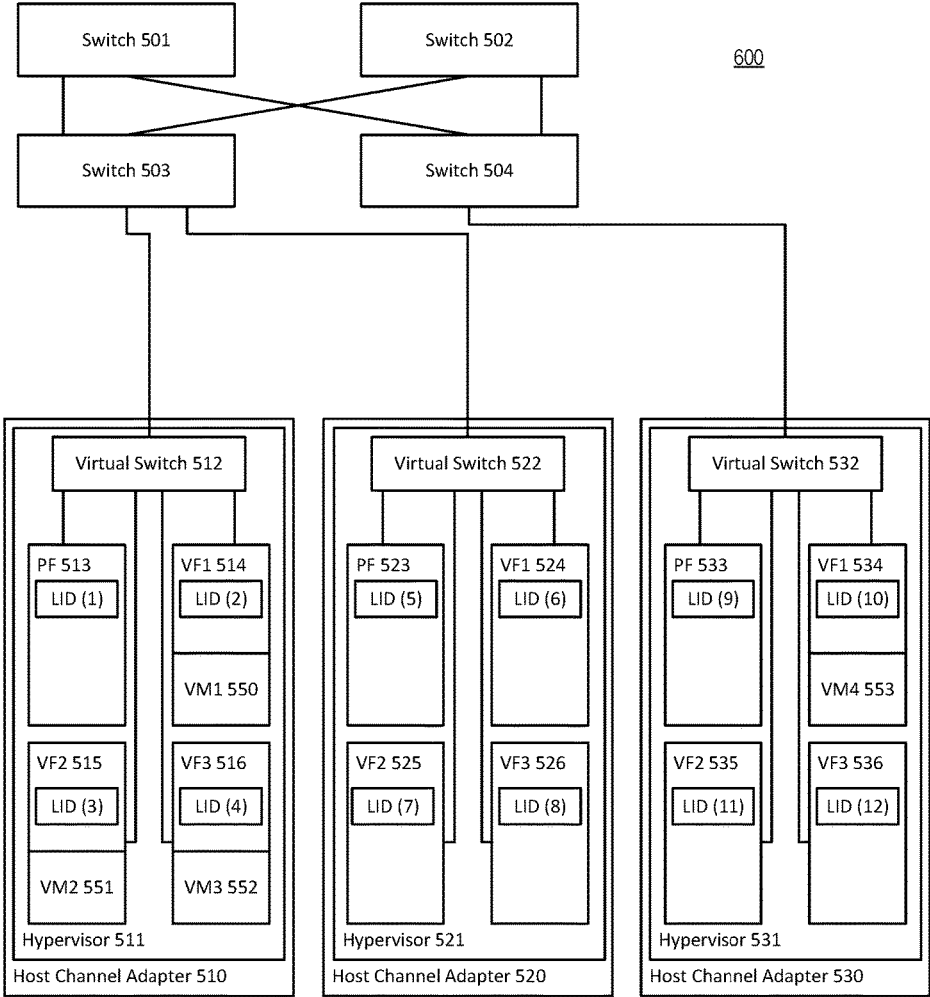 Switch 501
Switch 502
600
Switch 503
Switch 504
Virtual Switch 512
Virtual Switch 522
Virtual Switch 532
PF 513
LID (1)
VF1 514
LID (2)
VM1 550
VF2 515
LID (3)
VM2 551
VF3 516
LID (4)
VM3 552
Hypervisor 511
Host Channel Adapter 510
PF 523
LID (5)
VF1 524
LID (6)
VF2 525
LID (7)
VF3 526
LID (8)
Hypervisor 521
Host Channel Adapter 520
PF 533
LID (9)
VF1 534
LID (10)
VM4 553
VF2 535
LID (11)
VF3 536
LID (12)
Hypervisor 531
Host Channel Adapter 530